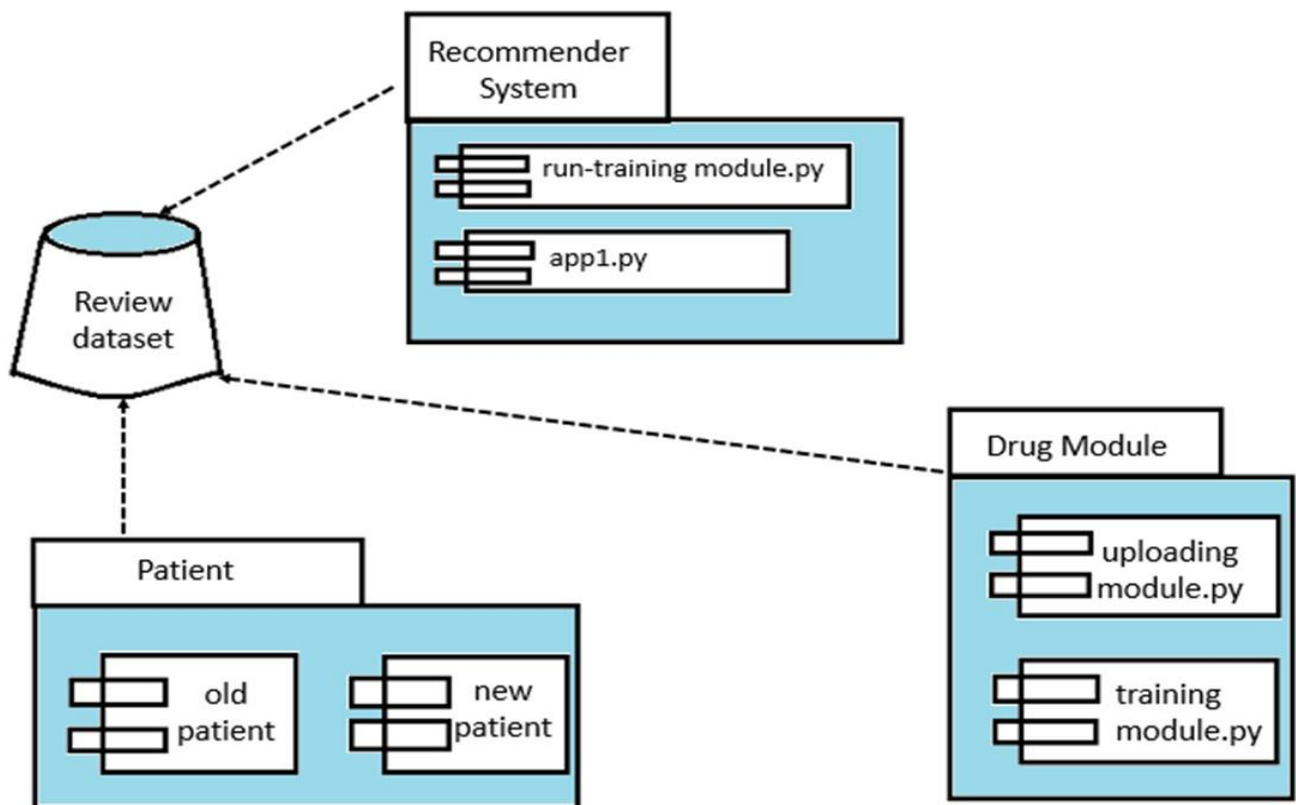 Recommender
System
run-training module.py
app1.py
Review
dataset
Drug Module
uploading
module.py
training
module.py
Patient
old
patient
new
patient